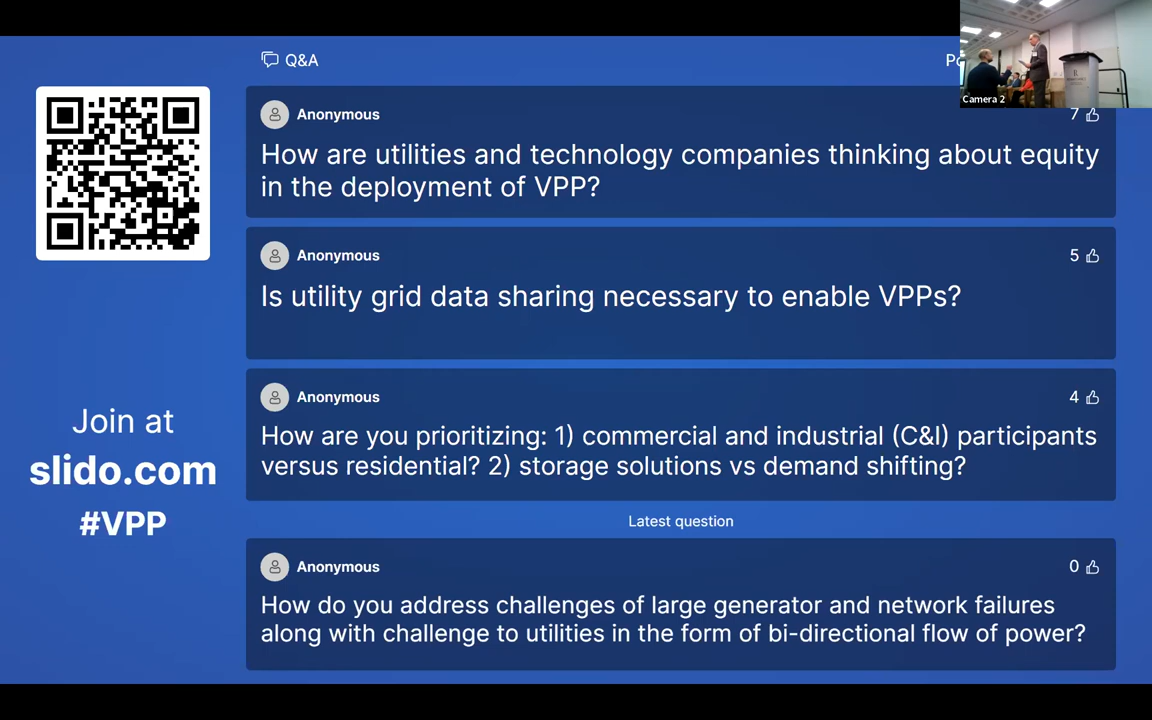 Q&A
Camera 2
Anonymous
7
How are utilities and technology companies thinking about equity
in the deployment of VPP?
Anonymous
5
Is utility grid data sharing necessary to enable VPPs?
Anonymous
4
How are you prioritizing: 1) commercial and industrial (C&I) participants
versus residential? 2) storage solutions vs demand shifting?
Latest question
Anonymous
0
How do you address challenges of large generator and network failures
along with challenge to utilities in the form of bi-directional flow of power?
Join at
slido.com
#VPP